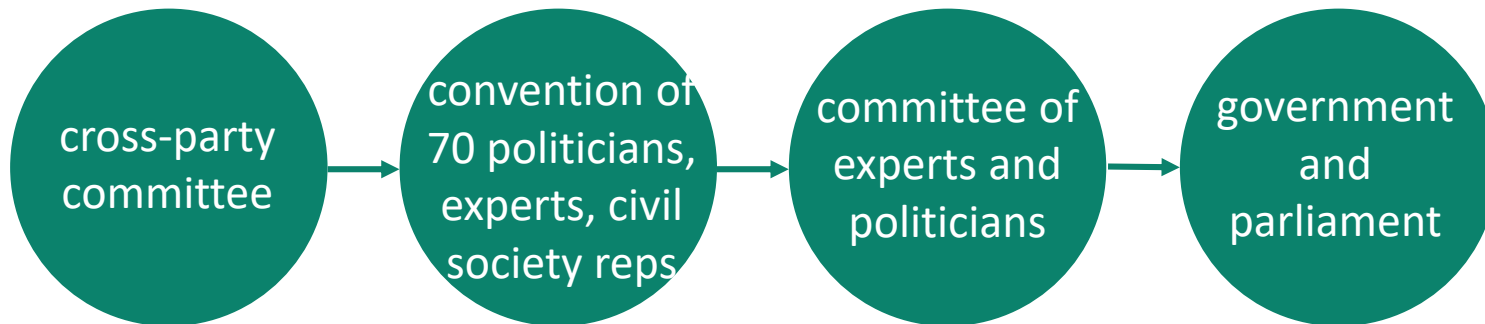 cross-party
committee
convention of
70 politicians,
experts, civil
society reps
committee of
experts and
politicians
government
and
parliament